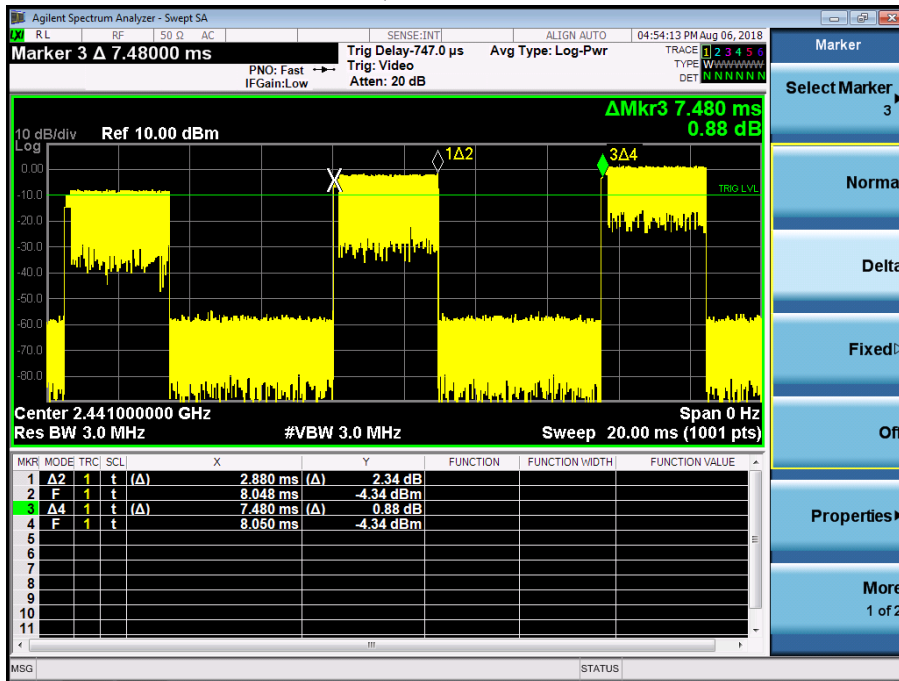 Agilent Spectrum Analyzer - Swept SA
LXI RL RF 50 Ω AC SENSE:INT ALIGN AUTO 04:54:13 PM Aug 06, 2018
Marker 3 Δ 7.48000 ms
PNO: Fast
IFGain:Low
Trig Delay-747.0 µs
Trig: Video
Atten: 20 dB
Avg Type: Log-Pwr
TRACE 1 2 3 4 5 6
TYPE WWWWWW
DET N N N N N N
ΔMkr3 7.480 ms
0.88 dB
10 dB/div Ref 10.00 dBm
Log
1Δ2
3Δ4
TRIG LVL
0.00
-10.0
-20.0
-30.0
-40.0
-50.0
-60.0
-70.0
-80.0
Center 2.441000000 GHz Span 0 Hz
Res BW 3.0 MHz #VBW 3.0 MHz Sweep 20.00 ms (1001 pts)
MKR MODE TRC SCL X Y FUNCTION FUNCTION WIDTH FUNCTION VALUE
1 Δ2 1 t (Δ) 2.880 ms (Δ) 2.34 dB
2 F 1 t 8.048 ms -4.34 dBm
3 Δ4 1 t (Δ) 7.480 ms (Δ) 0.88 dB
4 F 1 t 8.050 ms -4.34 dBm
5
6
7
8
9
10
11
MSG STATUS
Marker
Select Marker
3
Norma
Delta
Fixed
Of
Properties
More
1 of 2